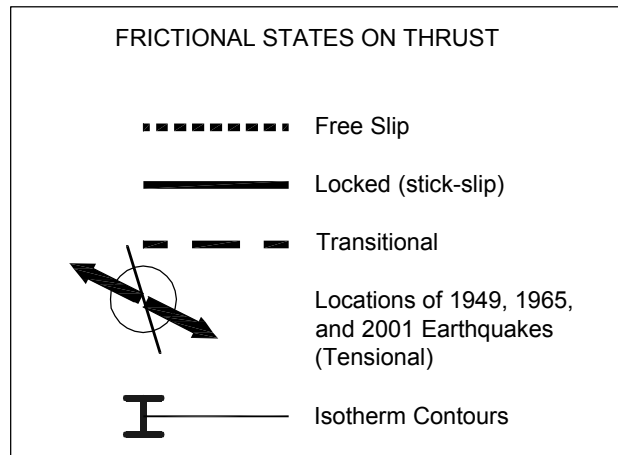 FRICTIONAL STATES ON THRUST
Free Slip
Locked (stick-slip)
Transitional
Locations of 1949, 1965,
and 2001 Earthquakes
(Tensional)
Isotherm Contours